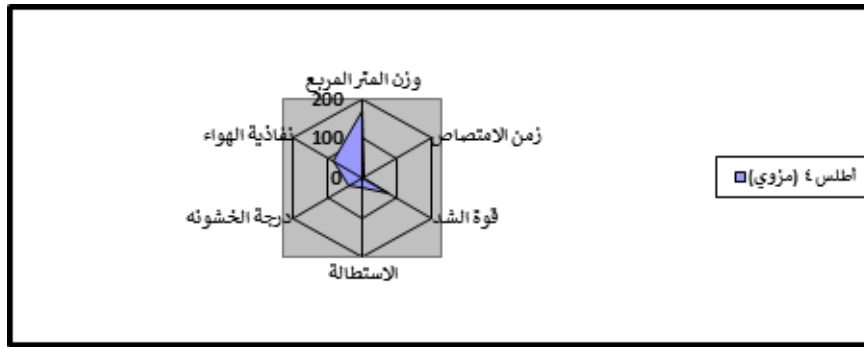 وزن المتر المربع
200
نفاذية الهواء
100
زمن الامتصاص
0
أطلس ٤ (مزوي)
درجة الخشونه
قوة الشد
الاستطالة